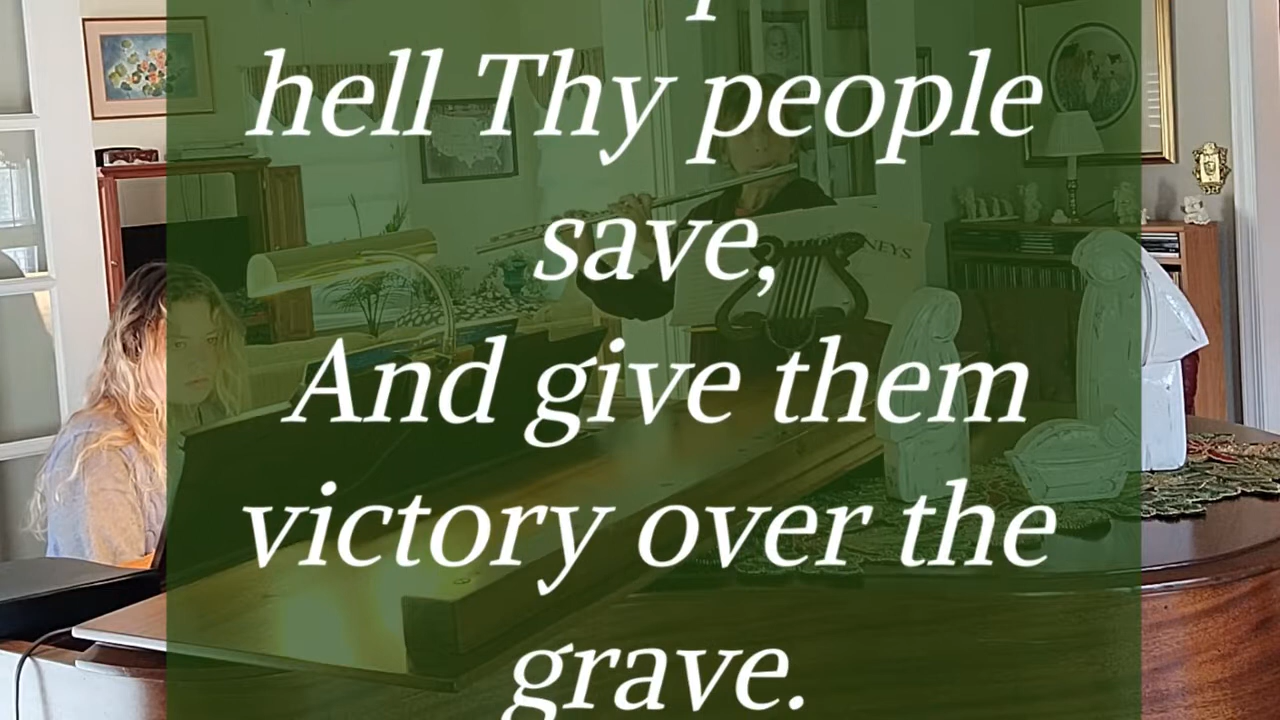 hell Thy people
save,
And give them
victory over the
grave.